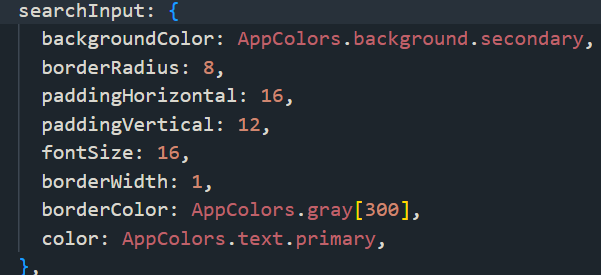 searchInput: {
backgroundColor: AppColors.background.secondary,
borderRadius: 8,
paddingHorizontal: 16,
paddingVertical: 12,
fontSize: 16,
borderWidth: 1,
borderColor: AppColors.gray[300],
color: AppColors.text.primary,
},